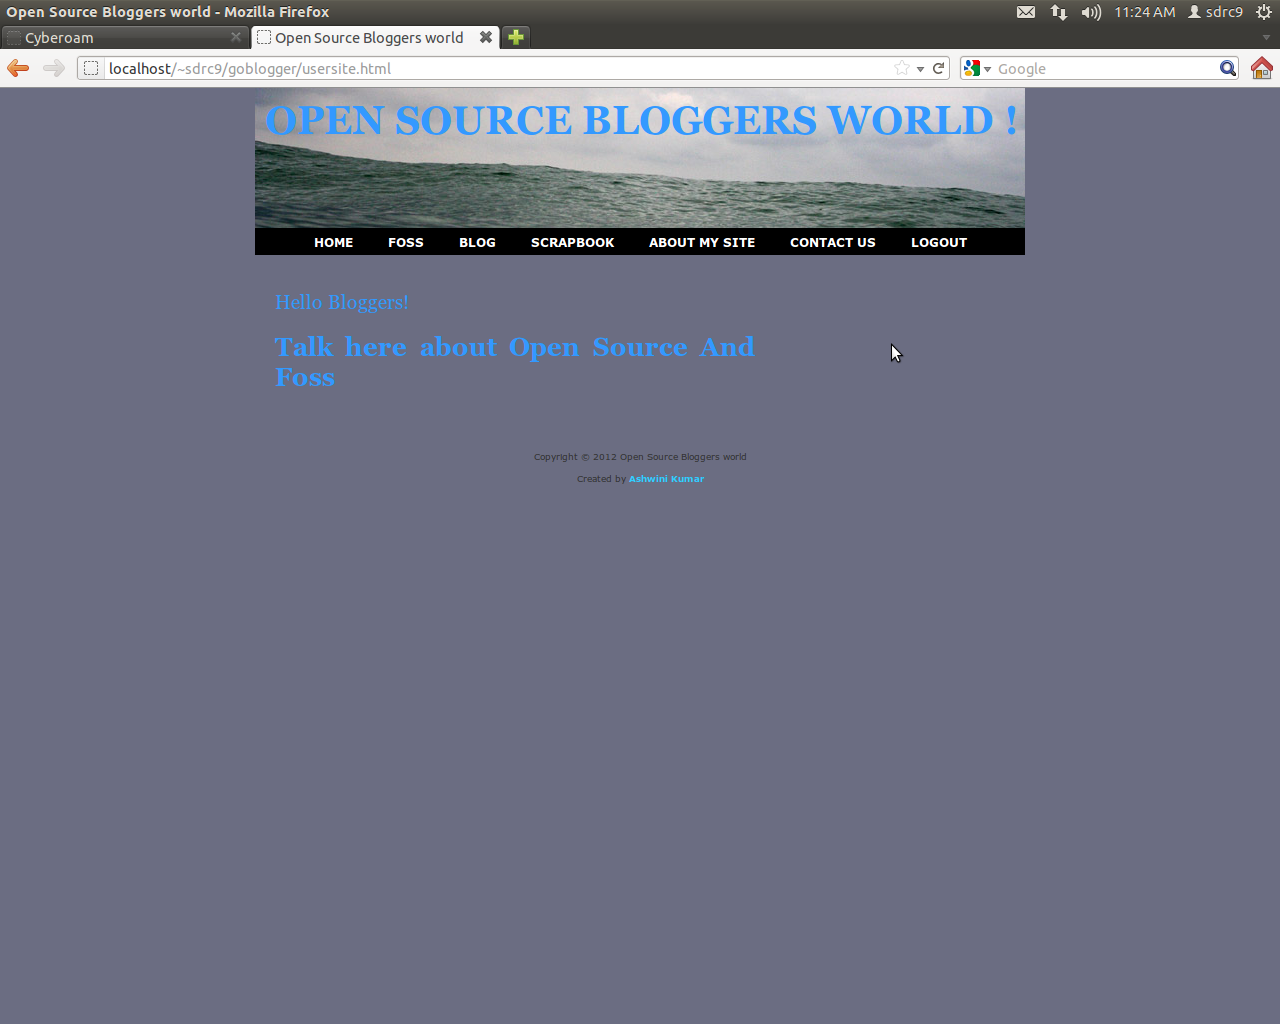 Open Source Bloggers world - Mozilla Firefox
11:24 AM
sdrc9
Cyberoam
Open Source Bloggers world
localhost/~sdrc9/goblogger/usersite.html
Google
OPEN SOURCE BLOGGERS WORLD !
HOME FOSS BLOG SCRAPBOOK ABOUT MY SITE CONTACT US LOGOUT
Hello Bloggers!
Talk here about Open Source And
Foss
Copyright © 2012 Open Source Bloggers world
Created by Ashwini Kumar